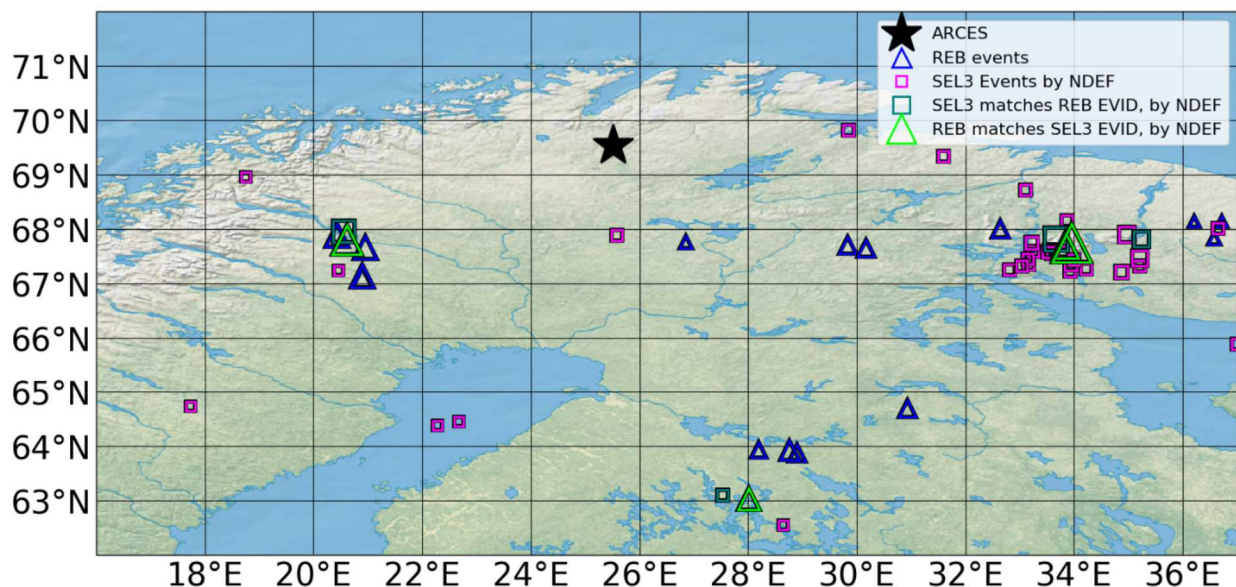 ARCES
REB events
SEL3 Events by NDEF
SEL3 matches REB EVID, by NDEF
REB matches SEL3 EVID, by NDEF
71°N
70°N
69°N
68°N
67°N
66°N
65°N
64°N
63°N
18°E 20°E 22°E 24°E 26°E 28°E 30°E 32°E 34°E 36°E